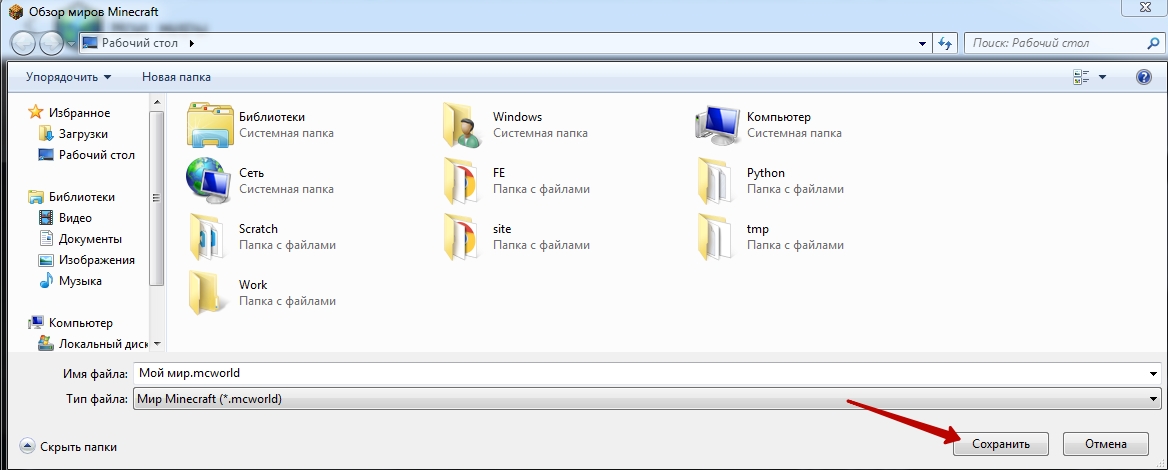 Обзор миров Minecraft
Рабочий стол
Поиск: Рабочий стол
Упорядочить
Новая папка
Избранное
Загрузки
Рабочий стол
Библиотеки
Видео
Документы
Изображения
Музыка
Компьютер
Локальный диск
Библиотеки
Системная папка
Windows
Системная папка
Компьютер
Системная папка
Сеть
Системная папка
FE
Папка с файлами
Python
Папка с файлами
Scratch
Папка с файлами
site
Папка с файлами
tmp
Папка с файлами
Work
Папка с файлами
Имя файла: Мой мир.mcworld
Тип файла: Мир Minecraft (*.mcworld)
Скрыть папки
Сохранить
Отмена